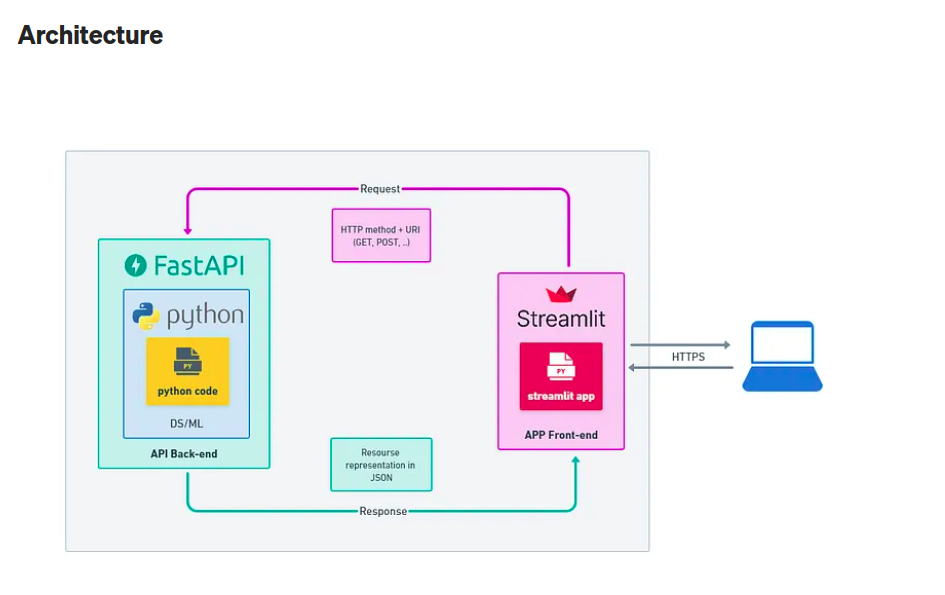 Architecture
Request
HTTP method + URI
(GET, POST, ..)
FastAPI
python
PY
python code
DS/ML
API Back-end
Streamlit
PY
streamlit app
APP Front-end
HTTPS
Resourse
representation in
JSON
Response